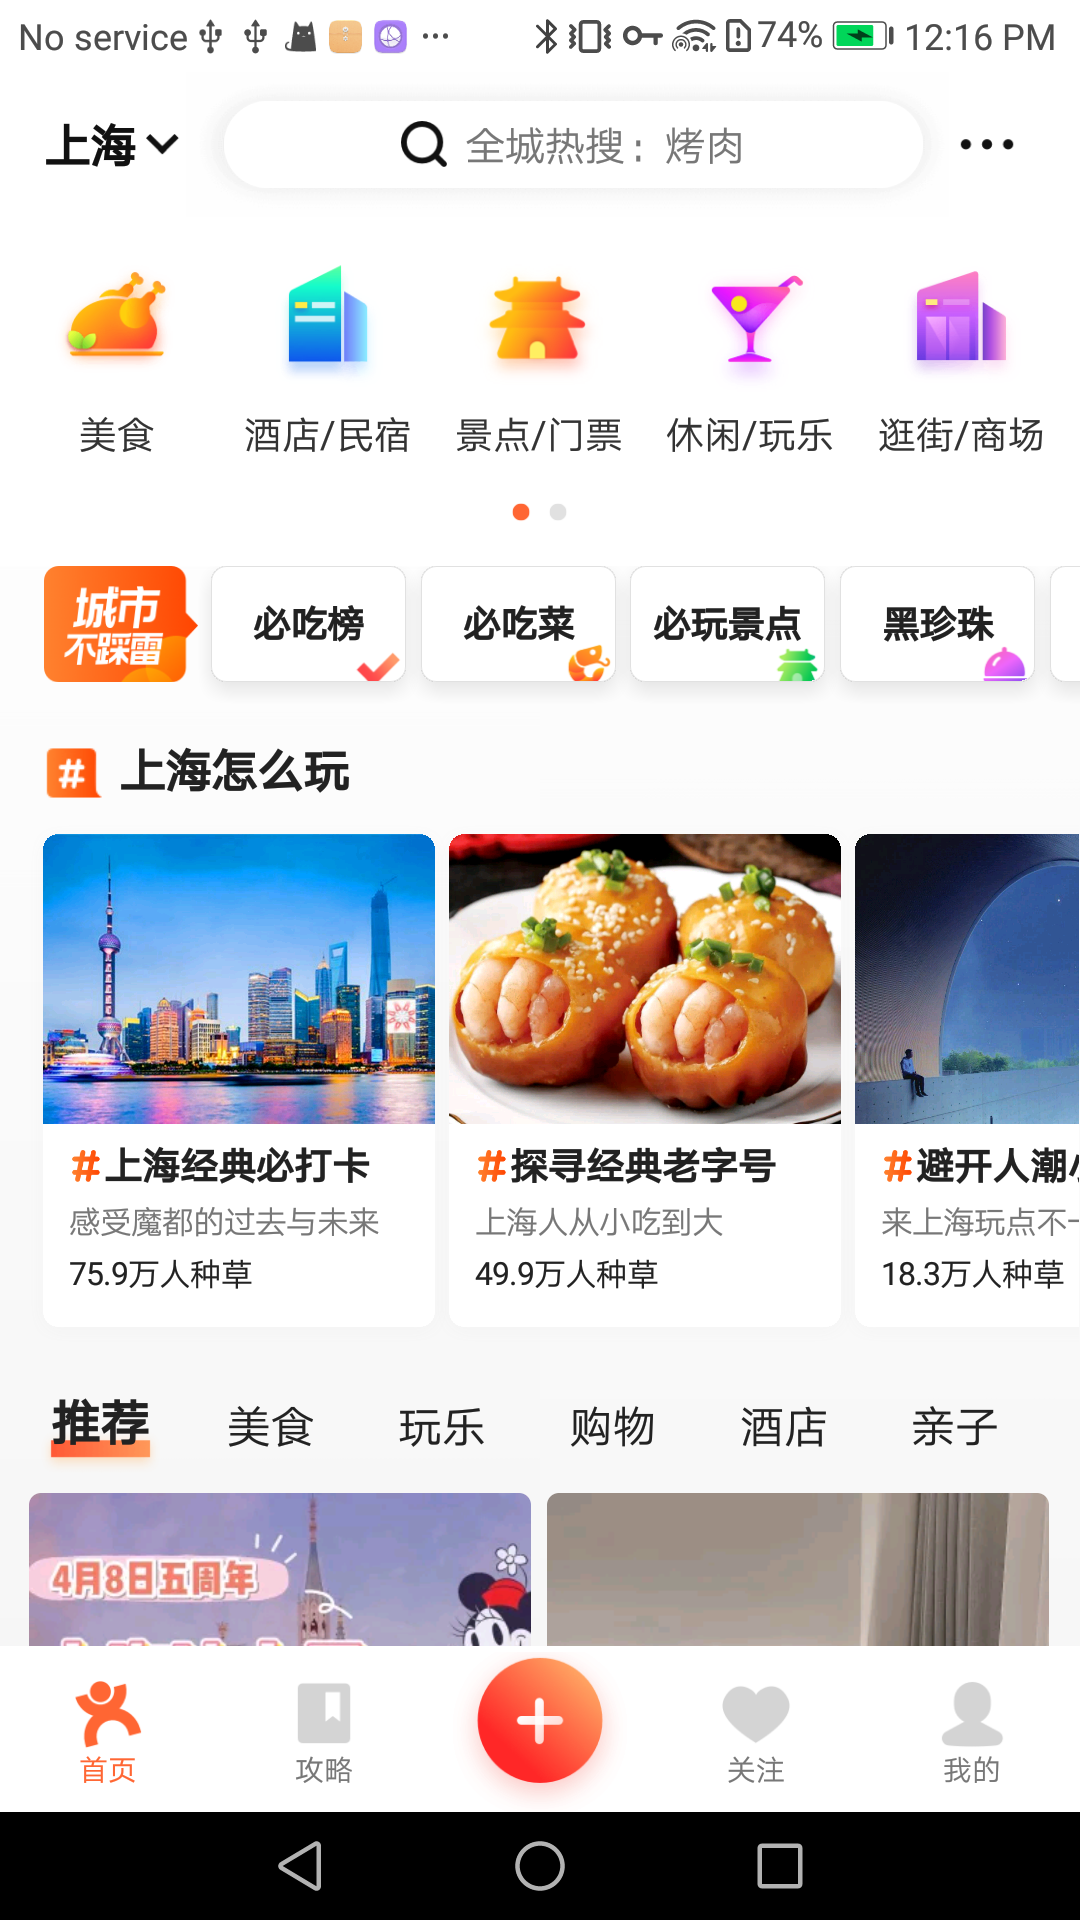 No service 74% 12:16 PM
上海 全城热搜：烤肉
美食 酒店/民宿 景点/门票 休闲/玩乐 逛街/商场
城市
不踩雷
必吃榜 必吃菜 必玩景点 黑珍珠
# 上海怎么玩
#上海经典必打卡
感受魔都的过去与未来
75.9万人种草
#探寻经典老字号
上海人从小吃到大
49.9万人种草
#避开人潮小
来上海玩点不一
18.3万人种草
推荐 美食 玩乐 购物 酒店 亲子
4月8日五周年
首页 攻略 关注 我的